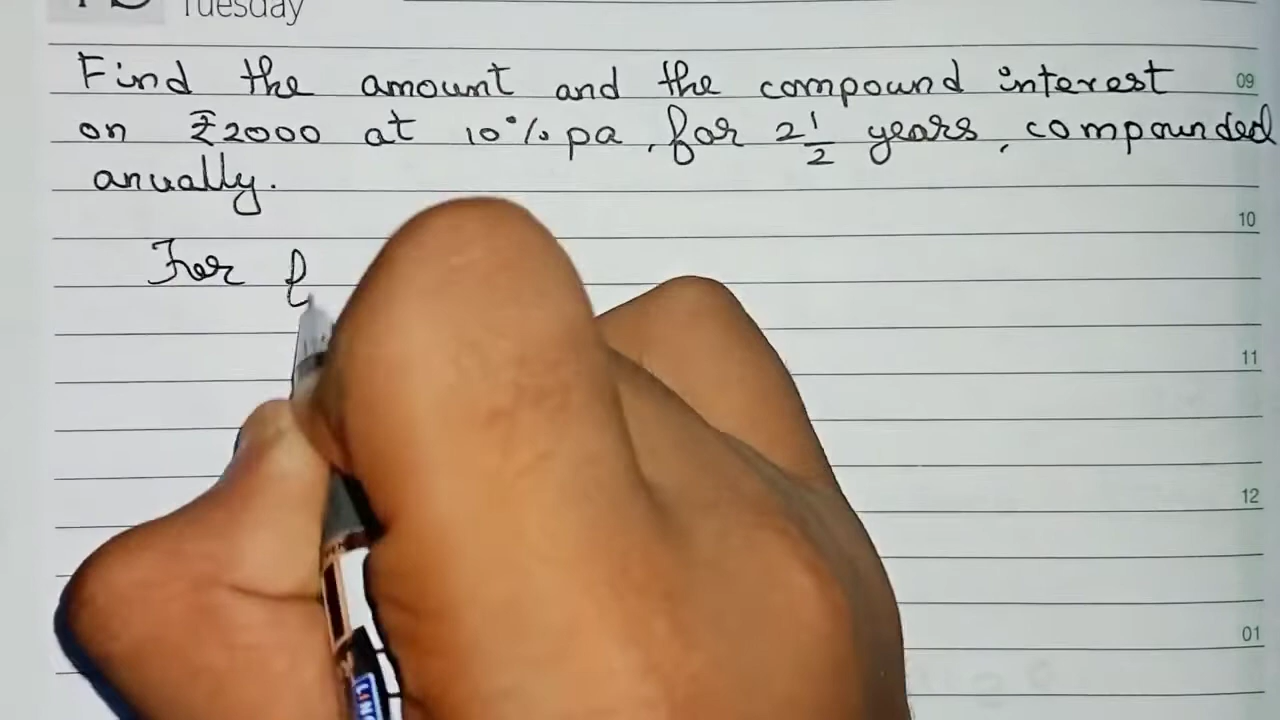 Tuesday
Find the amount and the compound interest
on ₹2000 at 10% pa, for 2 1/2 years, compounded
anually.
For
09
10
11
12
01
LINC